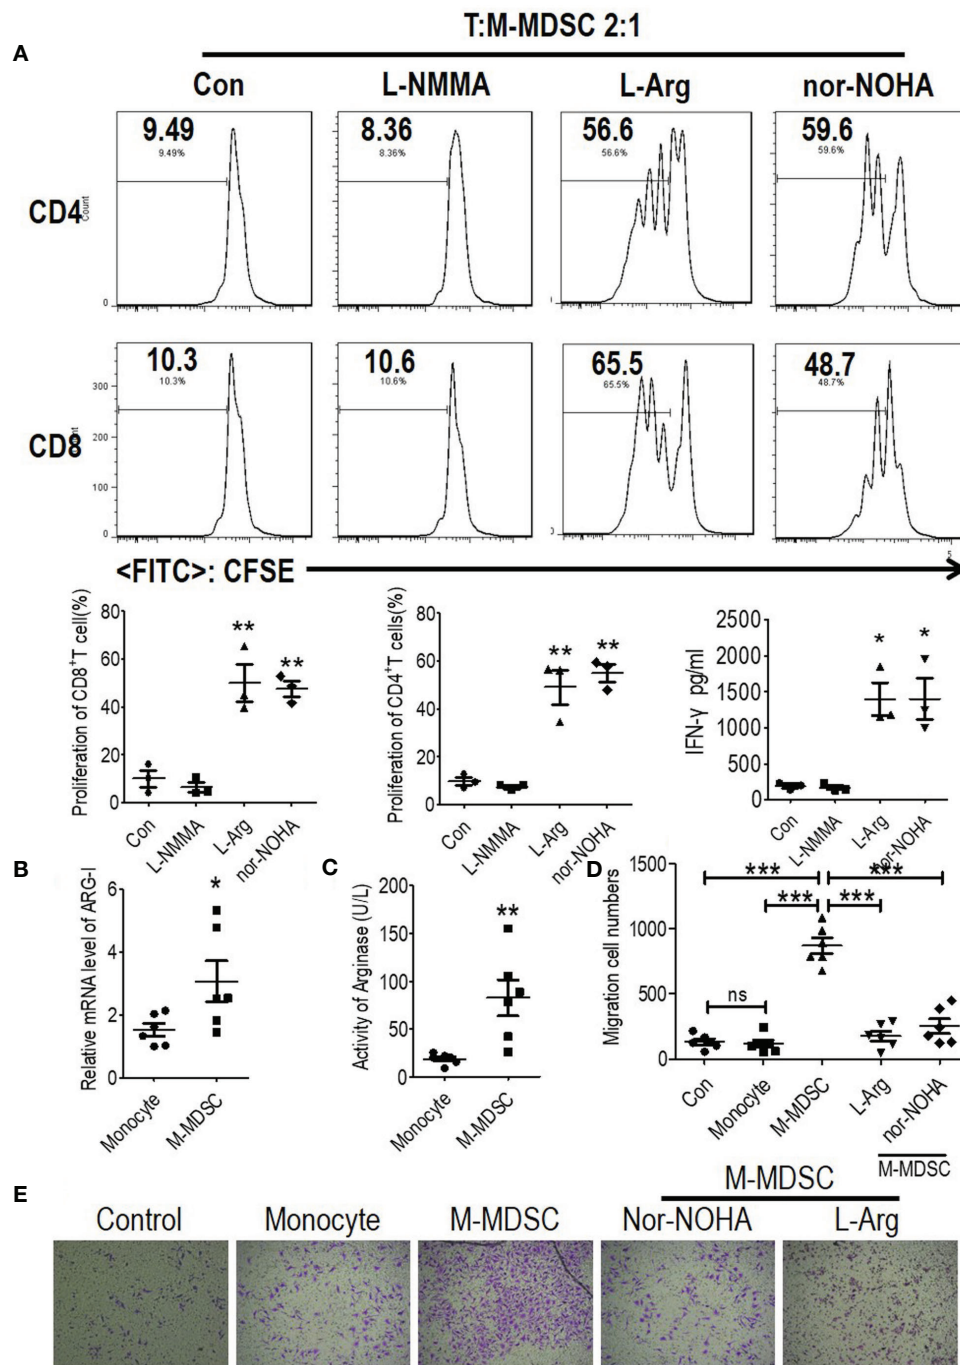 T:M-MDSC 2:1
A
Con L-NMMA L-Arg nor-NOHA
9.49 8.36 56.6 59.6
9.49% 8.36% 56.6% 59.6%
CD4
Count
0
10.3 10.6 65.5 48.7
10.3% 10.6% 65.5% 48.7%
300
CD8
200
100
0
5
<FITC>: CFSE
Proliferation of CD8+T cell(%)
80
60
40
20
0
** **
Con L-NMMA L-Arg nor-NOHA
Proliferation of CD4+T cells(%)
80
60
40
20
0
** **
Con L-NMMA L-Arg nor-NOHA
IFN-γ pg/ml
2500
2000
1500
1000
500
0
* *
Con L-NMMA L-Arg nor-NOHA
B
Relative mRNA level of ARG-I
6
4
2
0
*
Monocyte M-MDSC
C
Activity of Arginase (U/L)
200
150
100
50
0
**
Monocyte M-MDSC
D
Migration cell numbers
1500
1000
500
0
*** ***
*** ***
ns
Con Monocyte M-MDSC L-Arg nor-NOHA
M-MDSC
E
M-MDSC
Control Monocyte M-MDSC Nor-NOHA L-Arg